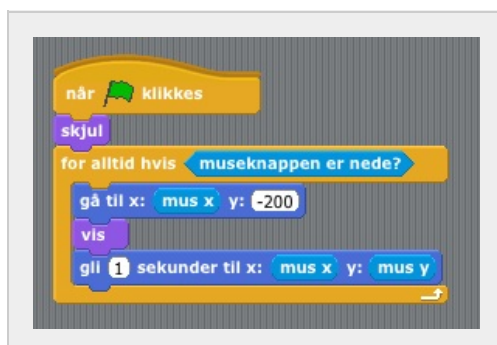 når klikkes
skjul
for alltid hvis museknappen er nede?
gå til x: mus x y: -200
vis
gli 1 sekunder til x: mus x y: mus y